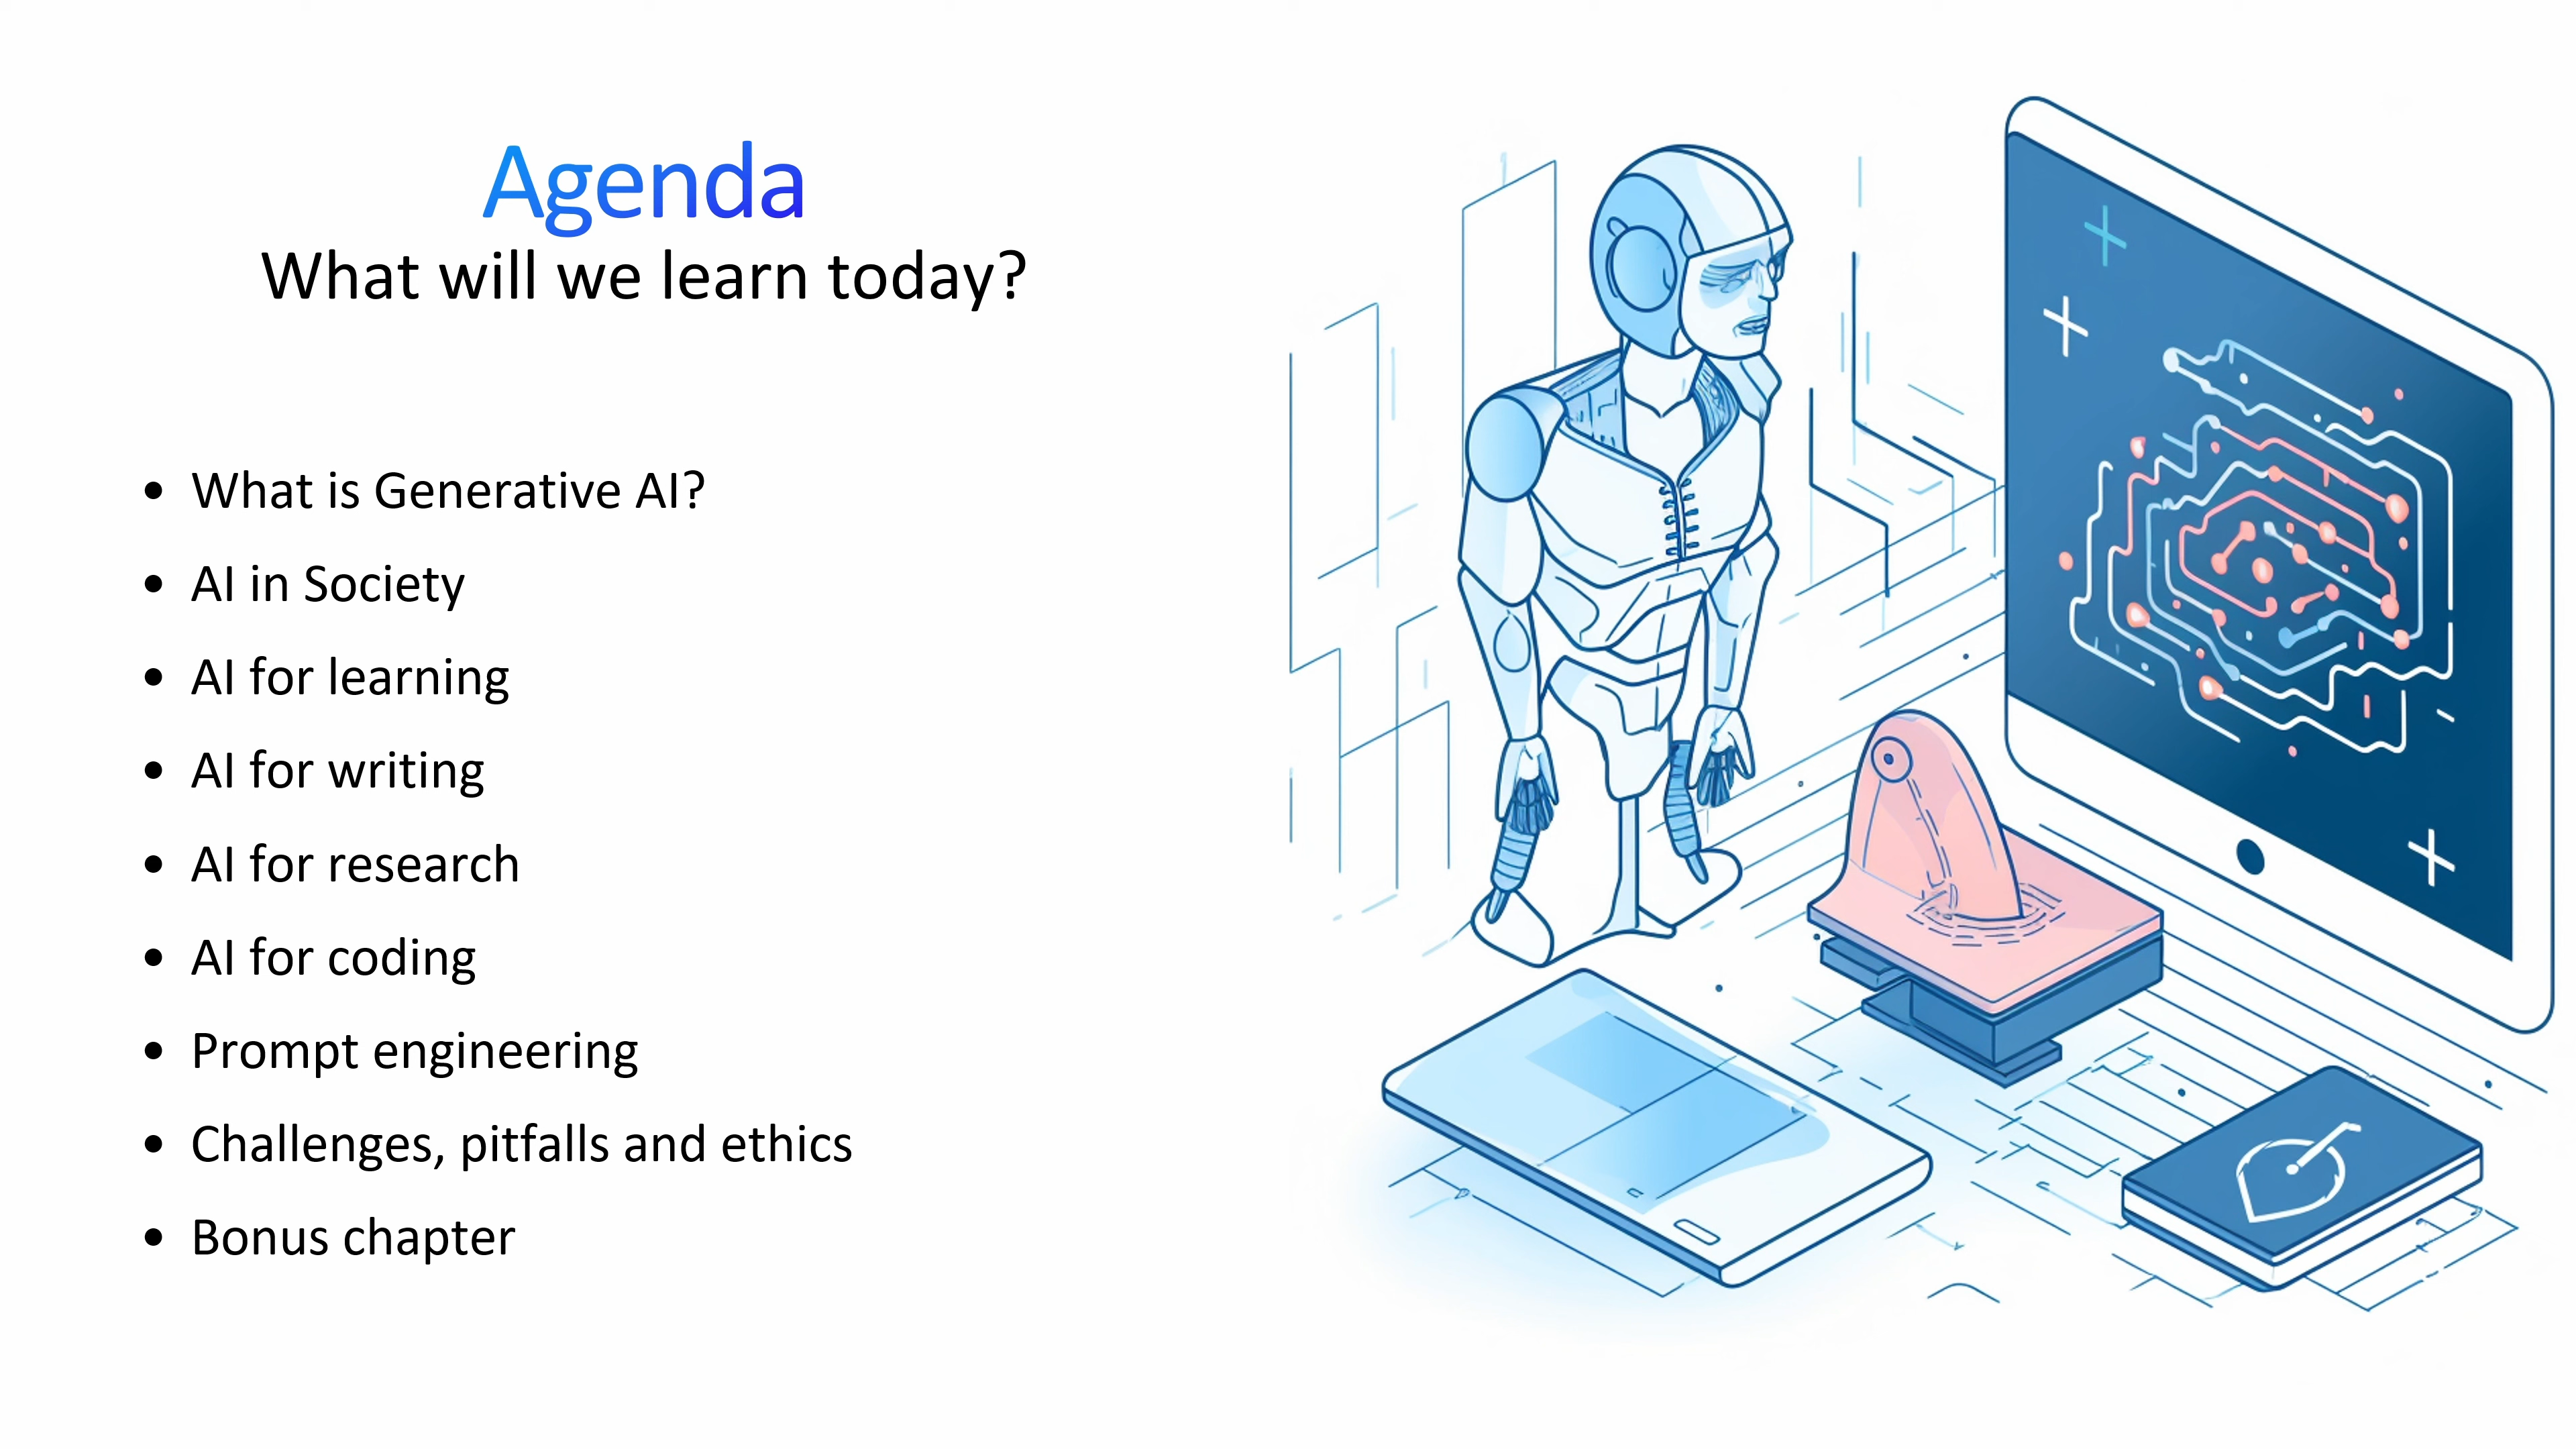 Agenda
What will we learn today?
• What is Generative AI?
• AI in Society
• AI for learning
• AI for writing
• AI for research
• AI for coding
• Prompt engineering
• Challenges, pitfalls and ethics
• Bonus chapter